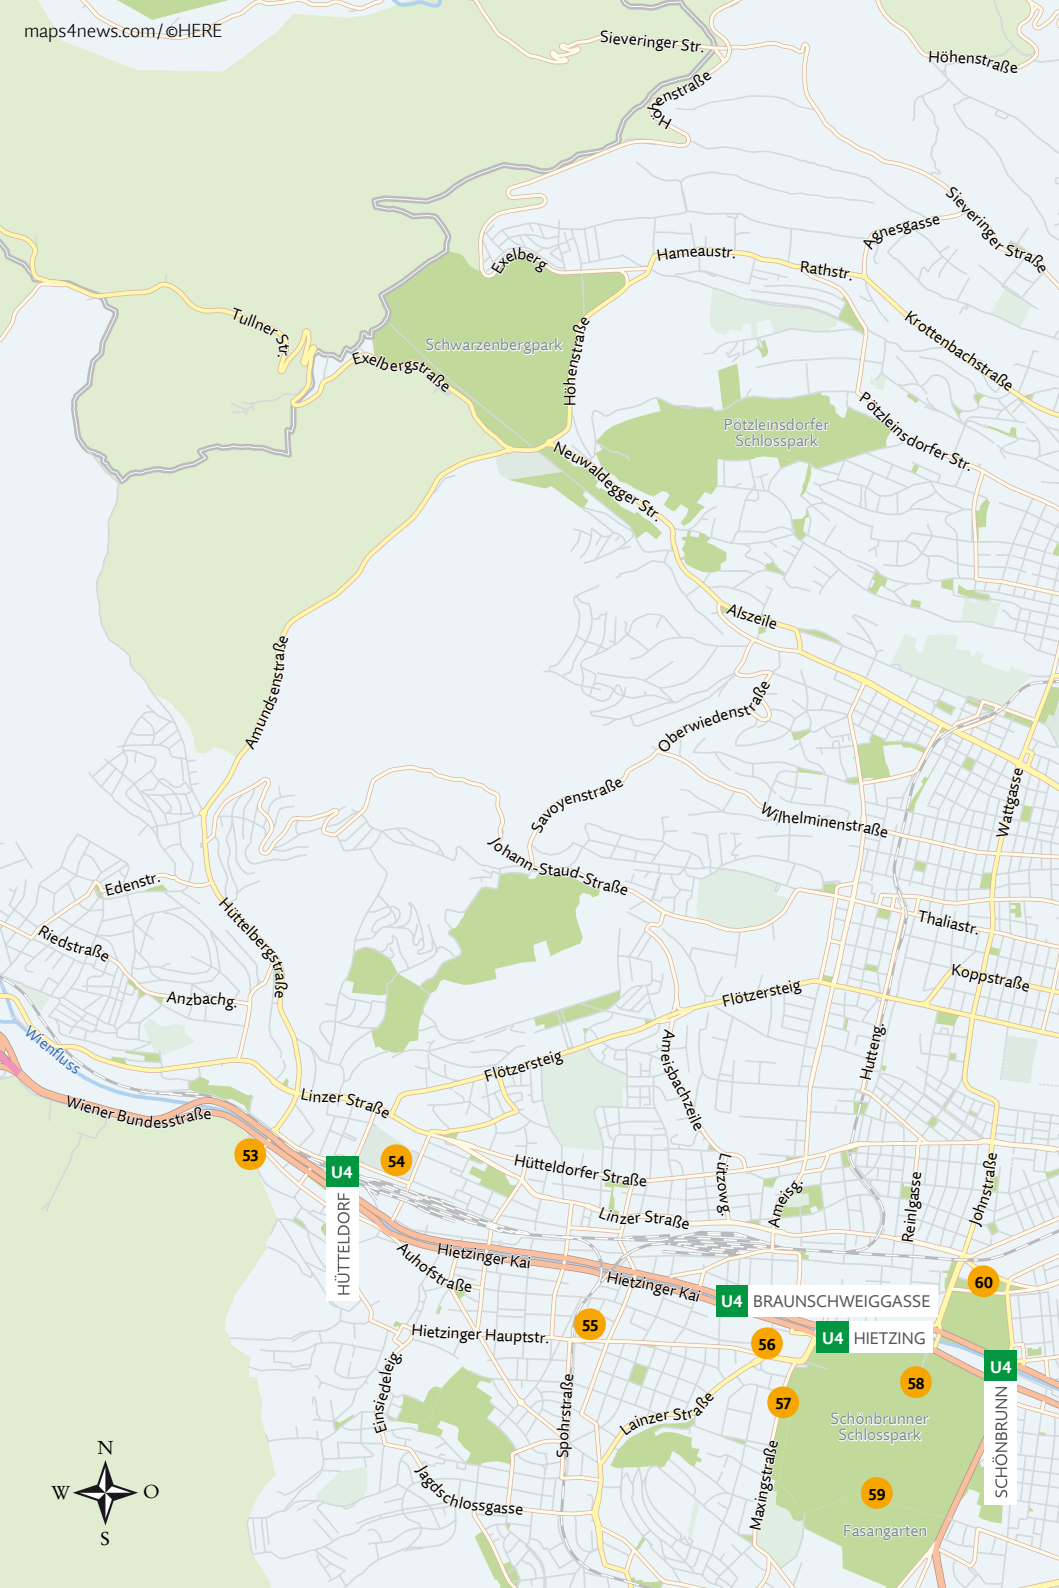 maps4news.com/©HERE
Sieveringer Str.
Höhenstraße
Höhenstraße
Sieveringer Straße
Agnesgasse
Hameaustr.
Exelberg
Rathstr.
Tullner Str.
Krottenbachstraße
Schwarzenbergpark
Höhenstraße
Exelbergstraße
Pötzleinsdorfer Str.
Pötzleinsdorfer
Schlosspark
Neuwaldegger Str.
Alszeile
Amundsenstraße
Oberwiedenstraße
Savoyenstraße
Wattgasse
Wilhelminenstraße
Johann-Staud-Straße
Edenstr.
Hüttelbergstraße
Thaliastr.
Riedstraße
Koppstraße
Anzbachg.
Flötzersteig
Wienfluss
Ameisbachzeile
Hutteng.
Flötzersteig
Linzer Straße
Wiener Bundesstraße
53
54
U4
HÜTTELDORF
Hütteldorfer Straße
Lützowg.
Ameisg.
Reinlgasse
Johnstraße
Linzer Straße
Hietzinger Kai
Auhofstraße
Hietzinger Kai
60
U4 BRAUNSCHWEIGGASSE
55
Hietzinger Hauptstr.
56
U4 HIETZING
U4
SCHÖNBRUNN
58
57
Einsiedeleig.
Spohrstraße
Lainzer Straße
Schönbrunner
Schlosspark
Maxingstraße
Jagdschlossgasse
59
Fasangarten
N
W
O
S